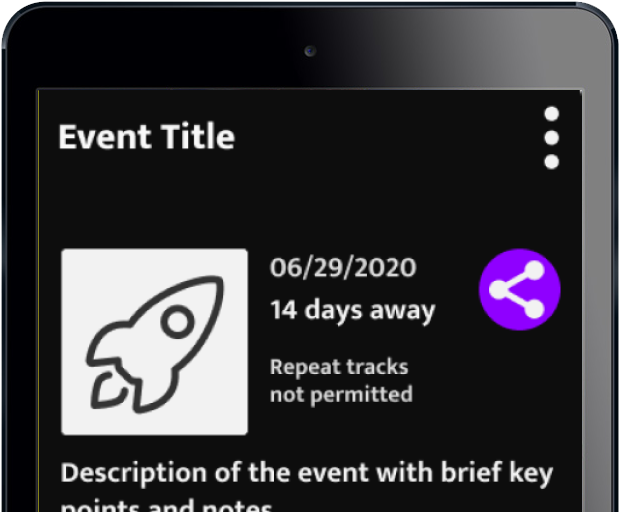 Event Title
06/29/2020
14 days away
Repeat tracks
not permitted
Description of the event with brief key
points and notes